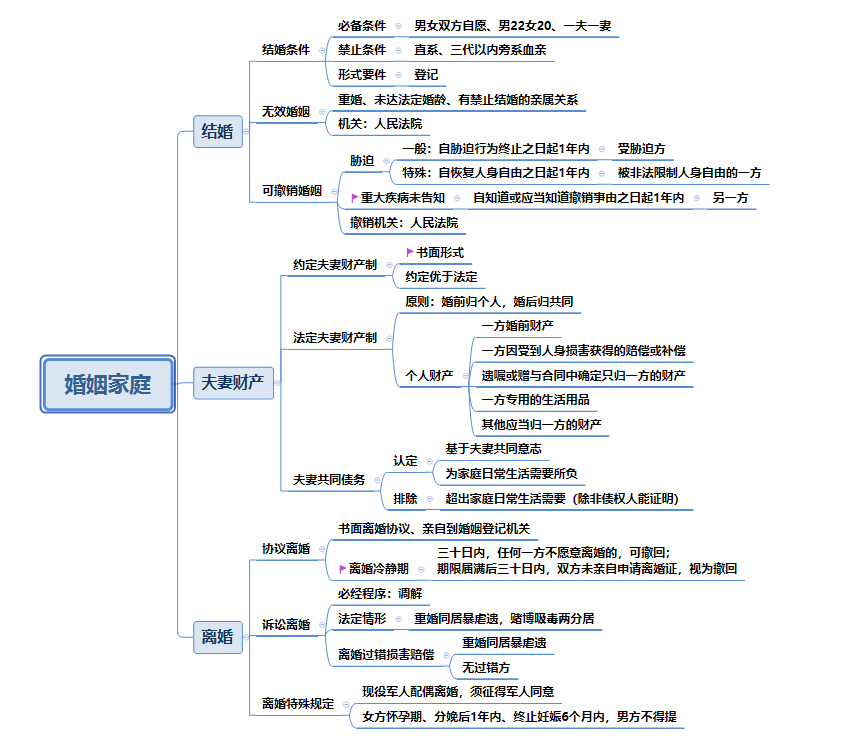 婚姻家庭
结婚
结婚条件
必备条件
男女双方自愿、男22女20、一夫一妻
禁止条件
直系、三代以内旁系血亲
形式要件
登记
无效婚姻
重婚、未达法定婚龄、有禁止结婚的亲属关系
机关：人民法院
可撤销婚姻
胁迫
一般：自胁迫行为终止之日起1年内
受胁迫方
特殊：自恢复人身自由之日起1年内
被非法限制人身自由的一方
重大疾病未告知
自知道或应当知道撤销事由之日起1年内
另一方
撤销机关：人民法院
夫妻财产
约定夫妻财产制
书面形式
约定优于法定
法定夫妻财产制
原则：婚前归个人，婚后归共同
个人财产
一方婚前财产
一方因受到人身损害获得的赔偿或补偿
遗嘱或赠与合同中确定只归一方的财产
一方专用的生活用品
其他应当归一方的财产
夫妻共同债务
认定
基于夫妻共同意志
为家庭日常生活需要所负
排除
超出家庭日常生活需要（除非债权人能证明）
离婚
协议离婚
书面离婚协议、亲自到婚姻登记机关
离婚冷静期
三十日内，任何一方不愿意离婚的，可撤回；
期限届满后三十日内，双方未亲自申请离婚证，视为撤回
诉讼离婚
必经程序：调解
法定情形
重婚同居暴虐遗，赌博吸毒两分居
离婚过错损害赔偿
重婚同居暴虐遗
无过错方
离婚特殊规定
现役军人配偶离婚，须征得军人同意
女方怀孕期、分娩后1年内、终止妊娠6个月内，男方不得提